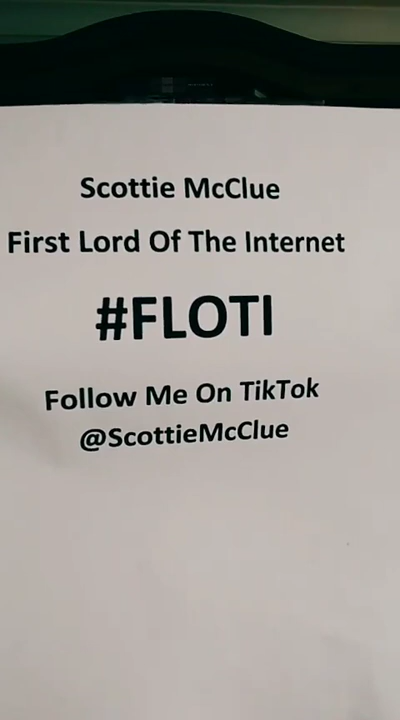 Scottie McClue
First Lord Of The Internet
#FLOTI
Follow Me On TikTok
@ScottieMcClue